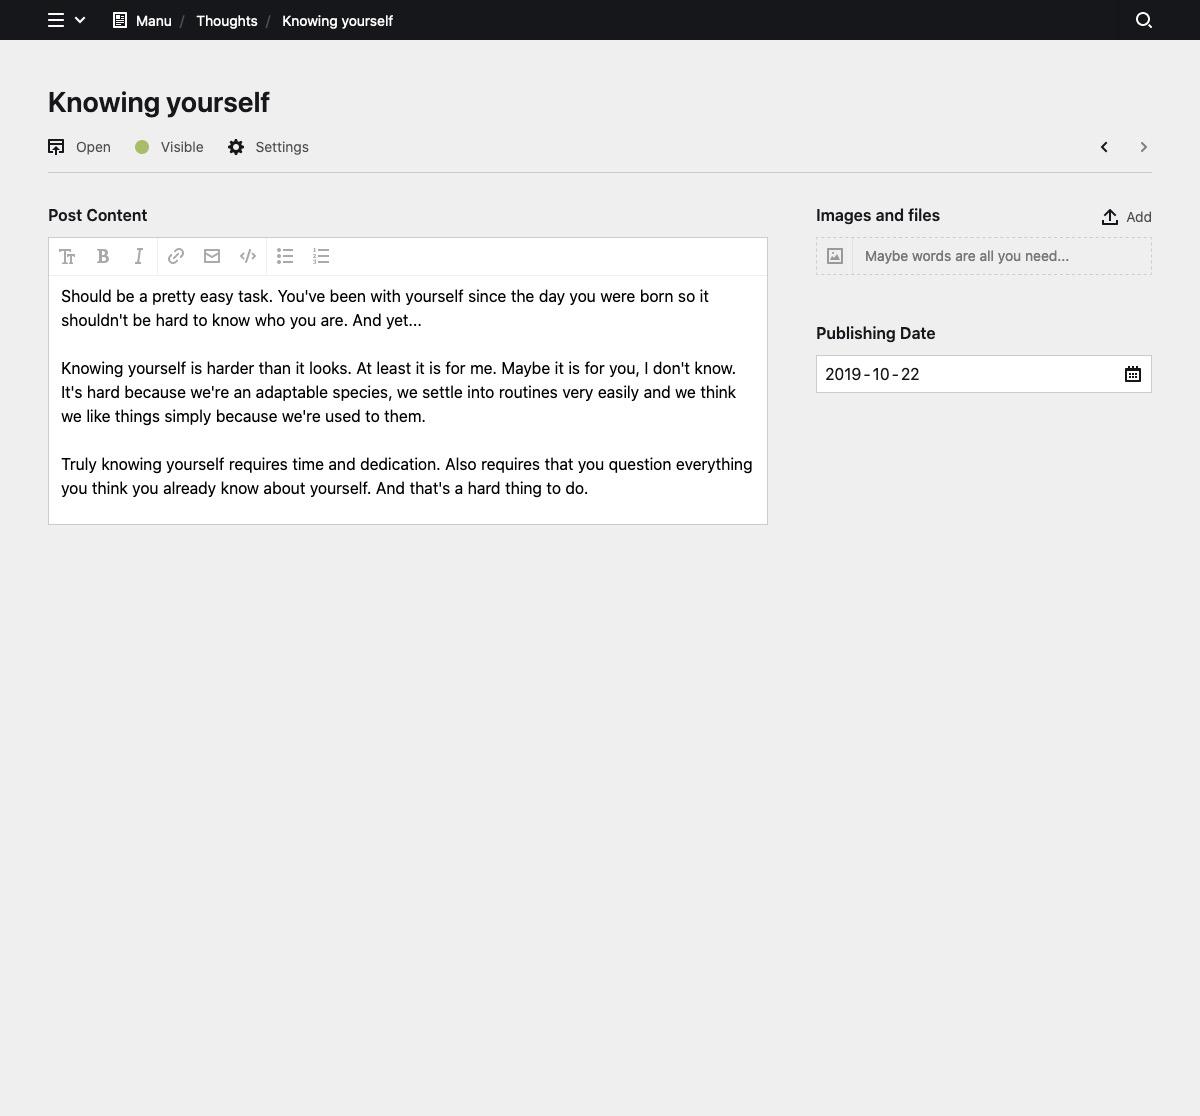 Manu / Thoughts / Knowing yourself
Knowing yourself
Open Visible Settings
Post Content
Should be a pretty easy task. You've been with yourself since the day you were born so it
shouldn't be hard to know who you are. And yet...
Knowing yourself is harder than it looks. At least it is for me. Maybe it is for you, I don't know.
It's hard because we're an adaptable species, we settle into routines very easily and we think
we like things simply because we're used to them.
Truly knowing yourself requires time and dedication. Also requires that you question everything
you think you already know about yourself. And that's a hard thing to do.
Images and files Add
Maybe words are all you need...
Publishing Date
2019-10-22